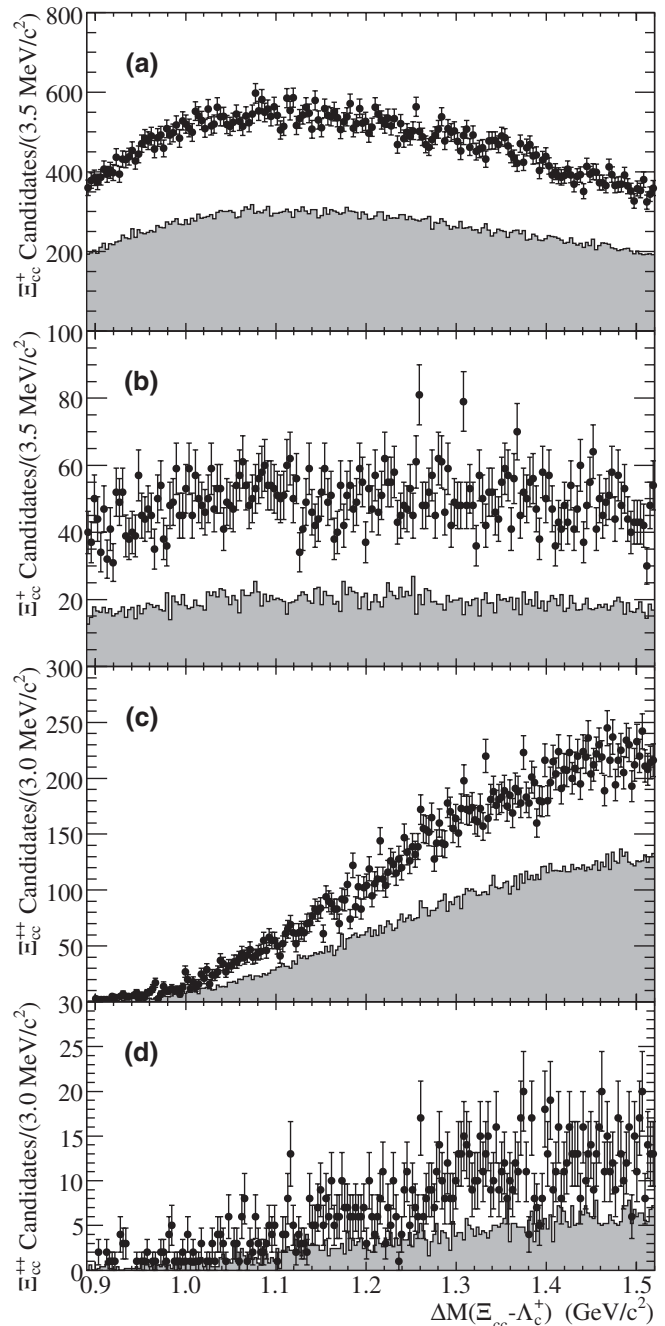 800
(a)
600
400
200
Ξcc+ Candidates/(3.5 MeV/c²)
100
(b)
80
60
40
20
Ξcc+ Candidates/(3.5 MeV/c²)
300
(c)
250
200
150
100
50
Ξcc++ Candidates/(3.0 MeV/c²)
30
(d)
25
20
15
10
5
0
Ξcc++ Candidates/(3.0 MeV/c²)
0.9 1.0 1.1 1.2 1.3 1.4 1.5
ΔM(Ξcc-Λc+) (GeV/c²)